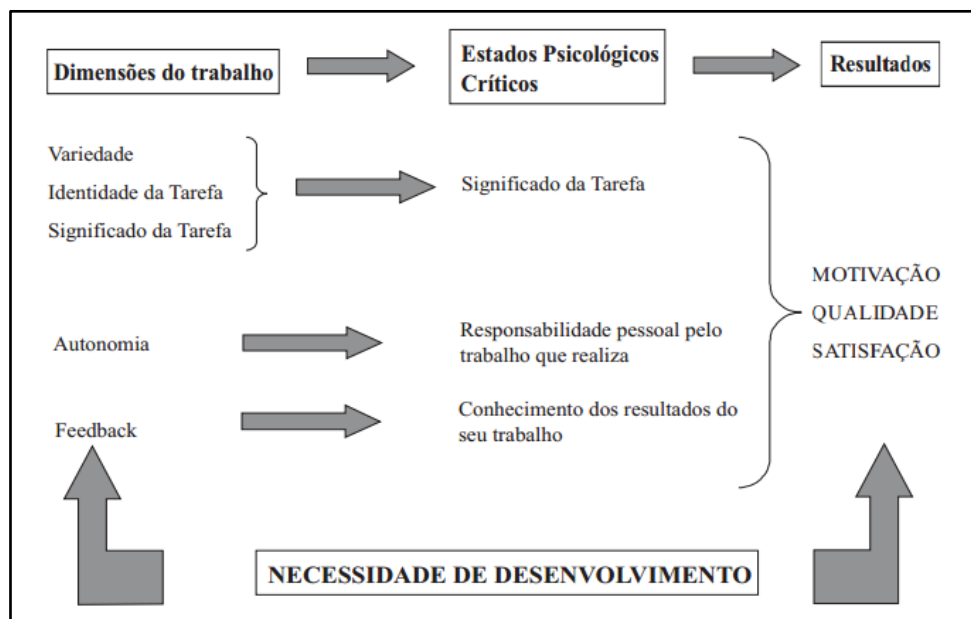 Dimensões do trabalho
Estados Psicológicos
Críticos
Resultados
Variedade
Identidade da Tarefa
Significado da Tarefa
Significado da Tarefa
Autonomia
Responsabilidade pessoal pelo
trabalho que realiza
Feedback
Conhecimento dos resultados do
seu trabalho
MOTIVAÇÃO
QUALIDADE
SATISFAÇÃO
NECESSIDADE DE DESENVOLVIMENTO